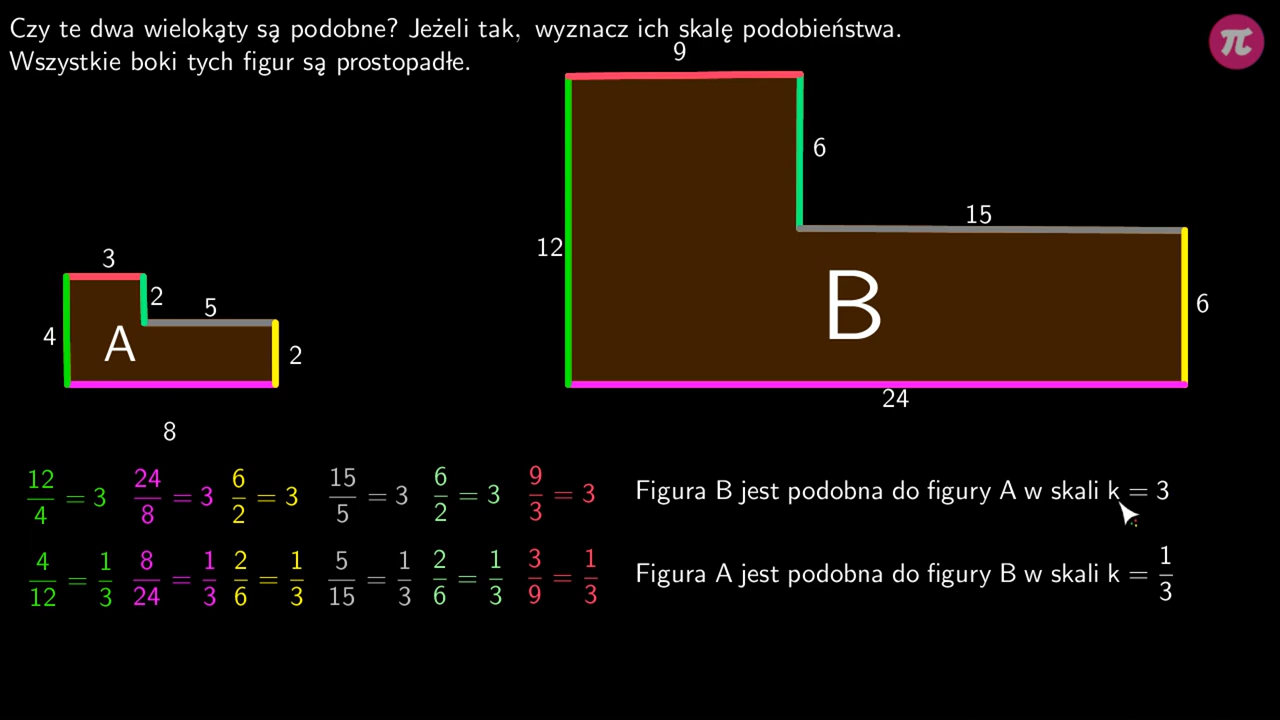 Czy te dwa wielokąty są podobne? Jeżeli tak, wyznacz ich skalę podobieństwa.
Wszystkie boki tych figur są prostopadłe.
π
9
6
15
12
B
6
24
3
2
5
4
A
2
8
12/4 = 3 24/8 = 3 6/2 = 3 15/5 = 3 6/2 = 3 9/3 = 3
Figura B jest podobna do figury A w skali k = 3
4/12 = 1/3 8/24 = 1/3 2/6 = 1/3 5/15 = 1/3 2/6 = 1/3 3/9 = 1/3
Figura A jest podobna do figury B w skali k = 1/3